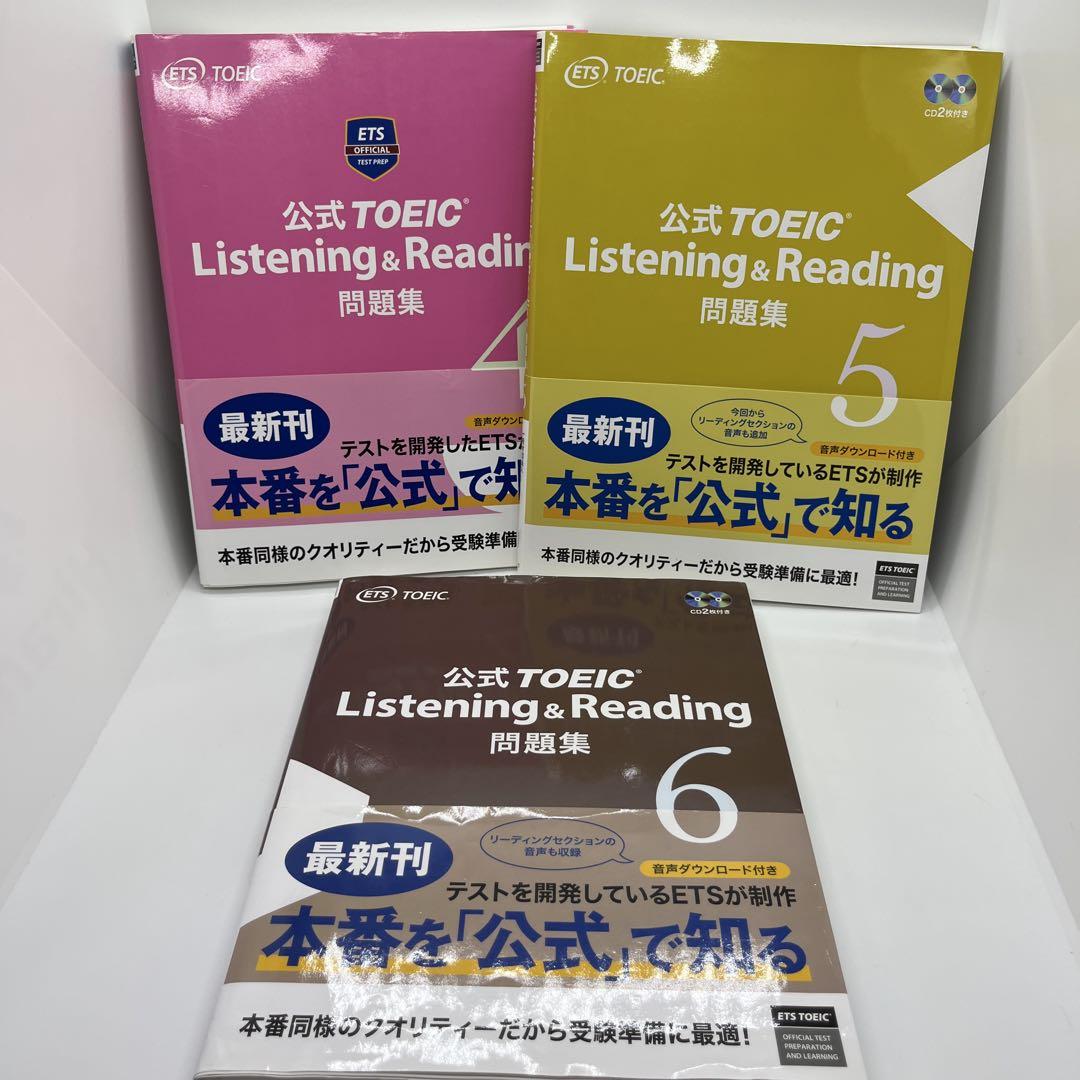 ETS TOEIC®
ETS
OFFICIAL
TEST PREP
公式 TOEIC®
Listening & Readin
問題集
4
最新刊
音声ダウンロ
テストを開発したETSが
本番を「公式」で知
本番同様のクオリティーだから受験準備
ETS® TOEIC®
CD2枚付き
公式 TOEIC®
Listening & Reading
問題集
5
最新刊
今回から
リーディングセクションの
音声も追加
音声ダウンロード付き
テストを開発しているETSが制作
本番を「公式」で知る
本番同様のクオリティーだから受験準備に最適!
ETS TOEIC®
OFFICIAL TEST
PREPARATION
AND LEARNING
ETS® TOEIC®
CD2枚付き
公式 TOEIC®
Listening & Reading
問題集
6
最新刊
リーディングセクションの
音声も収録
音声ダウンロード付き
テストを開発しているETSが制作
本番を「公式」で知る
本番同様のクオリティーだから受験準備に最適!
ETS TOEIC®
OFFICIAL TEST
PREPARATION
AND LEARNING